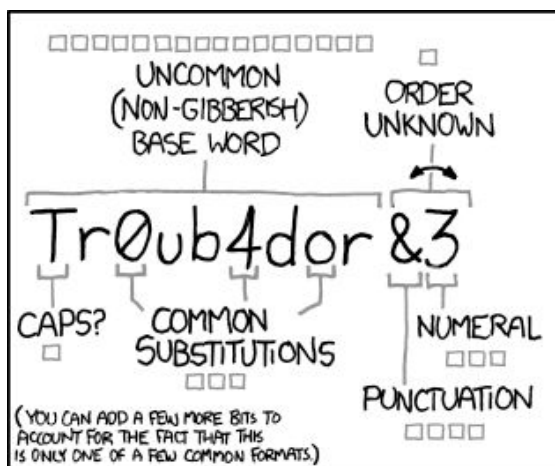 UNCOMMON
(NON-GIBBERISH)
BASE WORD
ORDER
UNKNOWN
Tr0ub4dor &3
CAPS?
COMMON
SUBSTITUTIONS
NUMERAL
PUNCTUATION
(YOU CAN ADD A FEW MORE BITS TO
ACCOUNT FOR THE FACT THAT THIS
IS ONLY ONE OF A FEW COMMON FORMATS.)